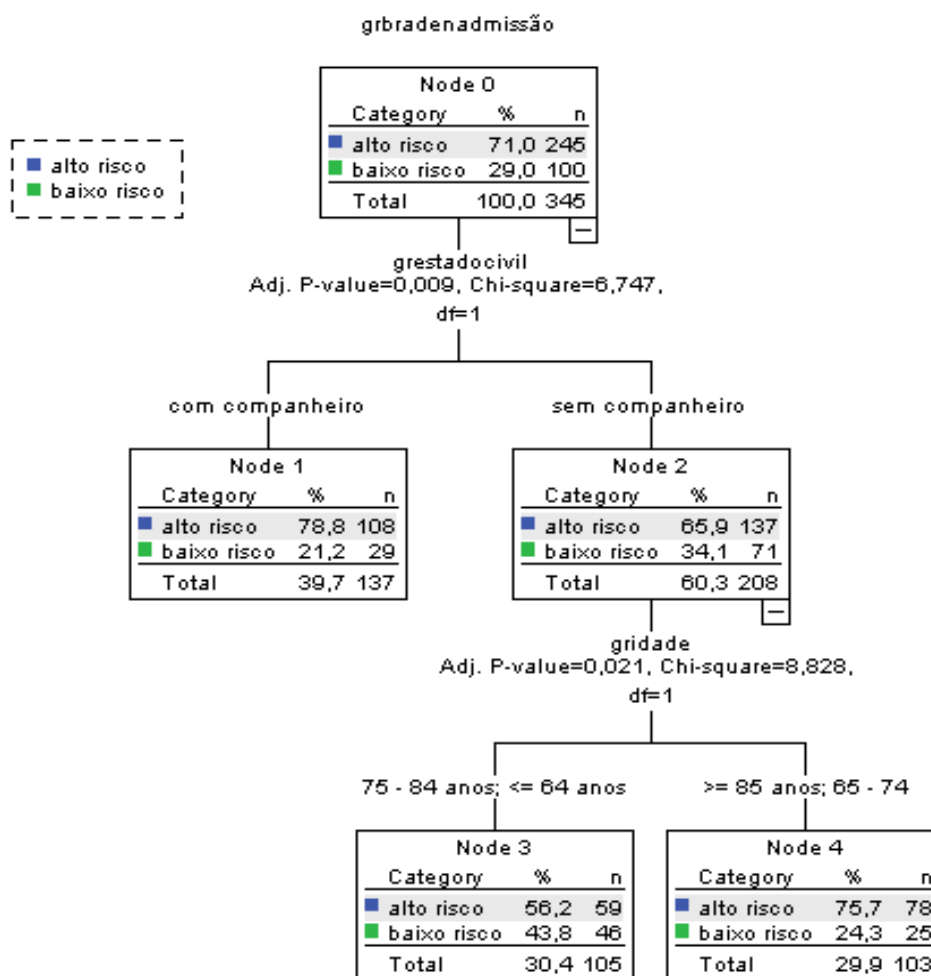 grbradenadmissão
alto risco
baixo risco
Node 0
Category % n
alto risco 71,0 245
baixo risco 29,0 100
Total 100,0 345
grestadocivil
Adj. P-value=0,009, Chi-square=6,747,
df=1
com companheiro
sem companheiro
Node 1
Category % n
alto risco 78,8 108
baixo risco 21,2 29
Total 39,7 137
Node 2
Category % n
alto risco 65,9 137
baixo risco 34,1 71
Total 60,3 208
gridade
Adj. P-value=0,021, Chi-square=8,828,
df=1
75 - 84 anos; <= 64 anos
>= 85 anos; 65 - 74
Node 3
Category % n
alto risco 56,2 59
baixo risco 43,8 46
Total 30,4 105
Node 4
Category % n
alto risco 75,7 78
baixo risco 24,3 25
Total 29,9 103